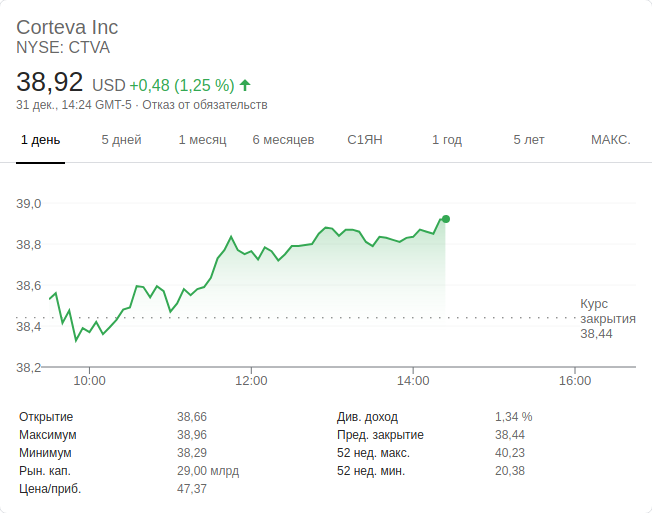 Corteva Inc
NYSE: CTVA
38,92 USD +0,48 (1,25 %)
31 дек., 14:24 GMT-5 · Отказ от обязательств
1 день 5 дней 1 месяц 6 месяцев С1ЯН 1 год 5 лет МАКС.
39,0
38,8
38,6
38,4
38,2
Курс
закрытия
38,44
10:00 12:00 14:00 16:00
Открытие 38,66 Див. доход 1,34 %
Максимум 38,96 Пред. закрытие 38,44
Минимум 38,29 52 нед. макс. 40,23
Рын. кап. 29,00 млрд 52 нед. мин. 20,38
Цена/приб. 47,37